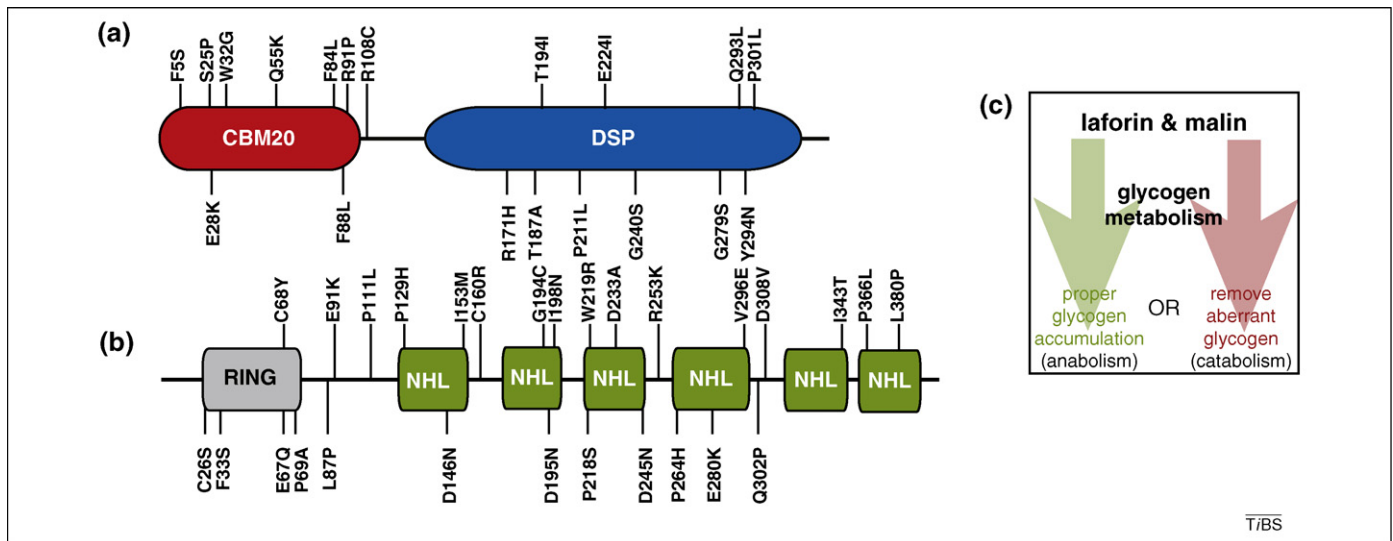 (a)
F5S
S25P
W32G
Q55K
F84L
R91P
R108C
T194I
E224I
Q293L
P301L
CBM20
DSP
E28K
F88L
R171H
T187A
P211L
G240S
G279S
Y294N
(b)
C68Y
E91K
P111L
P129H
I153M
C160R
G194C
I198N
W219R
D233A
R253K
V296E
D308V
I343T
P366L
L380P
RING
NHL
NHL
NHL
NHL
NHL
NHL
C26S
F33S
E67Q
P69A
L87P
D146N
D195N
P218S
D245N
P264H
E280K
Q302P
(c)
laforin & malin
glycogen
metabolism
proper
glycogen
accumulation
(anabolism)
OR
remove
aberrant
glycogen
(catabolism)
TiBS